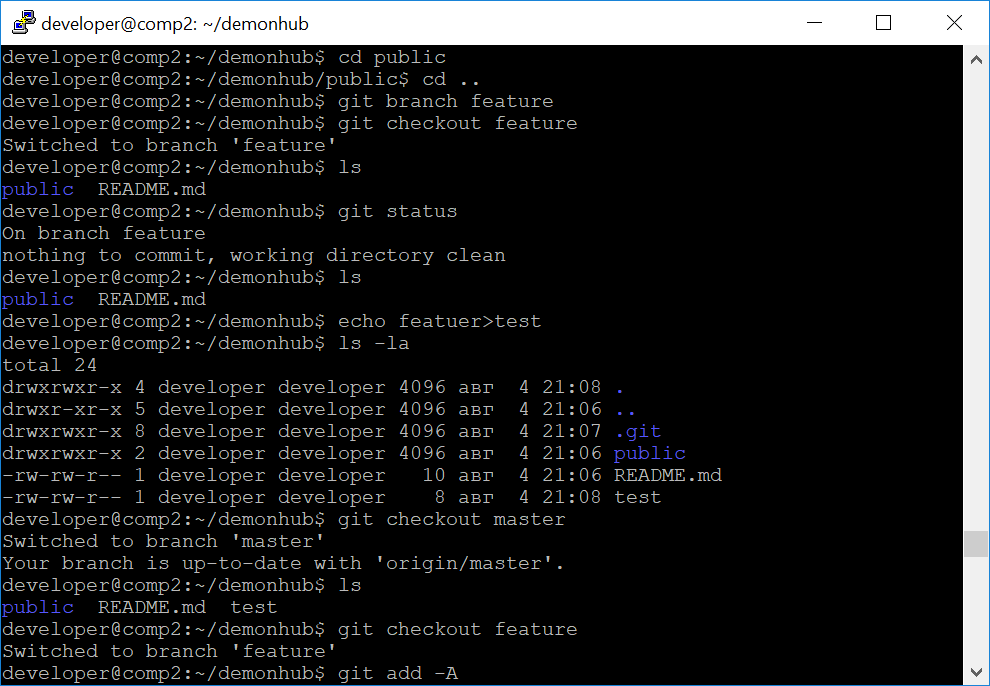 developer@comp2: ~/demonhub
developer@comp2:~/demonhub$ cd public
developer@comp2:~/demonhub/public$ cd ..
developer@comp2:~/demonhub$ git branch feature
developer@comp2:~/demonhub$ git checkout feature
Switched to branch 'feature'
developer@comp2:~/demonhub$ ls
public  README.md
developer@comp2:~/demonhub$ git status
On branch feature
nothing to commit, working directory clean
developer@comp2:~/demonhub$ ls
public  README.md
developer@comp2:~/demonhub$ echo featuer>test
developer@comp2:~/demonhub$ ls -la
total 24
drwxrwxr-x 4 developer developer 4096 авг  4 21:08 .
drwxr-xr-x 5 developer developer 4096 авг  4 21:06 ..
drwxrwxr-x 8 developer developer 4096 авг  4 21:07 .git
drwxrwxr-x 2 developer developer 4096 авг  4 21:06 public
-rw-rw-r-- 1 developer developer   10 авг  4 21:06 README.md
-rw-rw-r-- 1 developer developer    8 авг  4 21:08 test
developer@comp2:~/demonhub$ git checkout master
Switched to branch 'master'
Your branch is up-to-date with 'origin/master'.
developer@comp2:~/demonhub$ ls
public  README.md  test
developer@comp2:~/demonhub$ git checkout feature
Switched to branch 'feature'
developer@comp2:~/demonhub$ git add -A